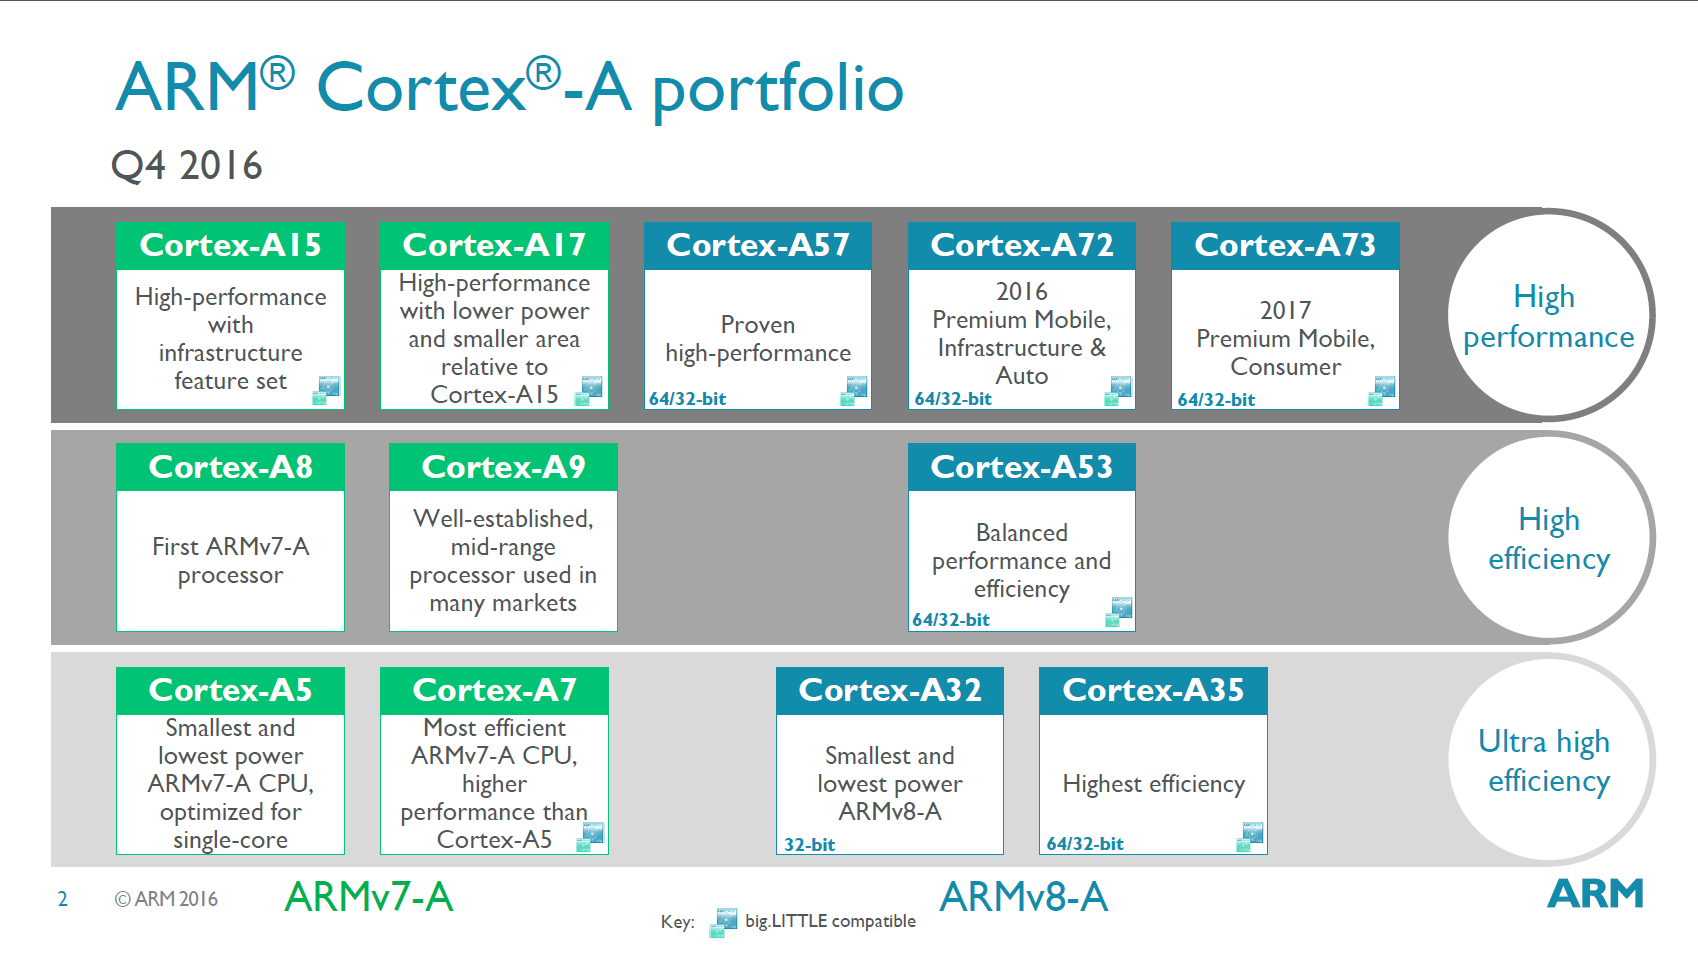 ARM® Cortex®-A portfolio
Q4 2016
Cortex-A15
High-performance
with
infrastructure
feature set
Cortex-A17
High-performance
with lower power
and smaller area
relative to
Cortex-A15
Cortex-A57
Proven
high-performance
64/32-bit
Cortex-A72
2016
Premium Mobile,
Infrastructure &
Auto
64/32-bit
Cortex-A73
2017
Premium Mobile,
Consumer
64/32-bit
High
performance
Cortex-A8
First ARMv7-A
processor
Cortex-A9
Well-established,
mid-range
processor used in
many markets
Cortex-A53
Balanced
performance and
efficiency
64/32-bit
High
efficiency
Cortex-A5
Smallest and
lowest power
ARMv7-A CPU,
optimized for
single-core
Cortex-A7
Most efficient
ARMv7-A CPU,
higher
performance than
Cortex-A5
Cortex-A32
Smallest and
lowest power
ARMv8-A
32-bit
Cortex-A35
Highest efficiency
64/32-bit
Ultra high
efficiency
2
© ARM 2016
ARMv7-A
Key:
big.LITTLE compatible
ARMv8-A
ARM